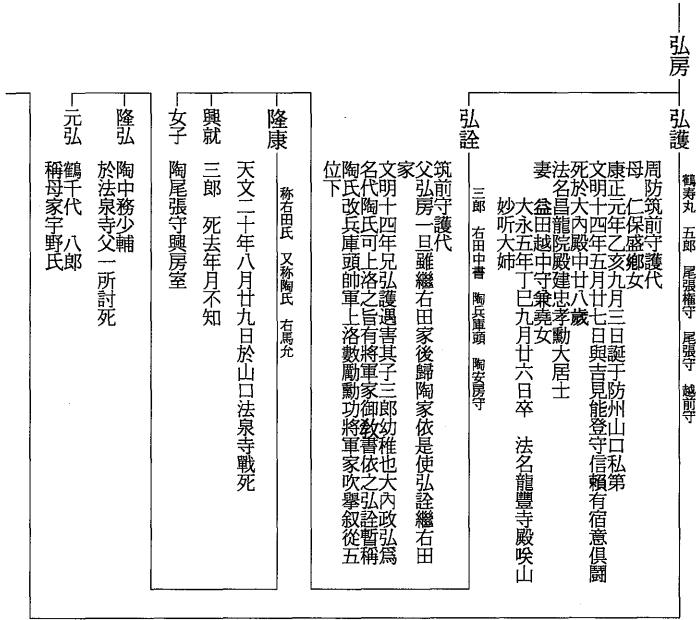 弘房
弘護
鶴寿丸 五郎 尾張権守 尾張守 越前守
周防筑前守護代
母 仁保盛郷女
康正元年乙亥九月三日誕于防州山口私第
文明十四年五月廿七日與吉見能登守信頼有宿意倶闘
死於大内殿中廿八歳
法名昌龍院殿建忠孝勳大居士
妻 益田越中守兼堯女
大永五年丁巳九月廿六日卒 法名龍豐寺殿咲山
妙听大姉
弘詮
三郎 右田中書 陶兵庫頭 陶安房守
筑前守護代
父弘房一旦雖繼右田家後歸陶家依是使弘詮繼右田
家
文明十四年兄弘護遇害其子三郎幼稚也大内政弘爲
名代陶氏可上洛之旨有將軍家御敎書依之弘詮暫稱
陶氏改兵庫頭帥軍上洛數勵勳功將軍家吹擧叙從五
位下
隆康
称右田氏 又称陶氏 右馬允
天文二十年八月廿九日於山口法泉寺戰死
興就
三郎 死去年月不知
女子
陶尾張守興房室
隆弘
陶中務少輔
於法泉寺父一所討死
元弘
鶴千代 八郎
稱母家宇野氏